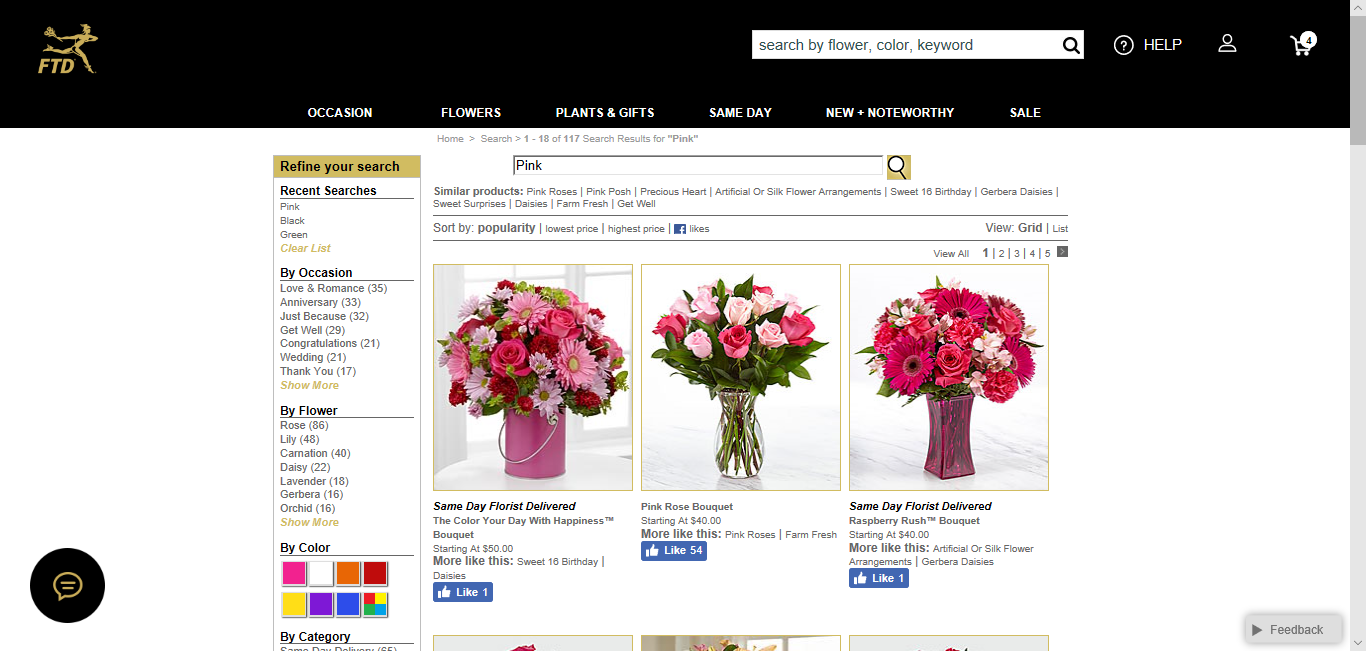 FTD
search by flower, color, keyword
HELP
4
OCCASION FLOWERS PLANTS & GIFTS SAME DAY NEW + NOTEWORTHY SALE
Home > Search > 1 - 18 of 117 Search Results for "Pink"
Refine your search
Recent Searches
Pink
Black
Green
Clear List
By Occasion
Love & Romance (35)
Anniversary (33)
Just Because (32)
Get Well (29)
Congratulations (21)
Wedding (21)
Thank You (17)
Show More
By Flower
Rose (86)
Lily (48)
Carnation (40)
Daisy (22)
Lavender (18)
Gerbera (16)
Orchid (16)
Show More
By Color
By Category
Same Day Delivery (65)
Pink
Similar products: Pink Roses | Pink Posh | Precious Heart | Artificial Or Silk Flower Arrangements | Sweet 16 Birthday | Gerbera Daisies |
Sweet Surprises | Daisies | Farm Fresh | Get Well
Sort by: popularity | lowest price | highest price | f likes
View: Grid | List
View All 1 | 2 | 3 | 4 | 5 >
Same Day Florist Delivered
The Color Your Day With Happiness™
Bouquet
Starting At $50.00
More like this: Sweet 16 Birthday |
Daisies
Like 1
Pink Rose Bouquet
Starting At $40.00
More like this: Pink Roses | Farm Fresh
Like 54
Same Day Florist Delivered
Raspberry Rush™ Bouquet
Starting At $40.00
More like this: Artificial Or Silk Flower
Arrangements | Gerbera Daisies
Like 1
Feedback